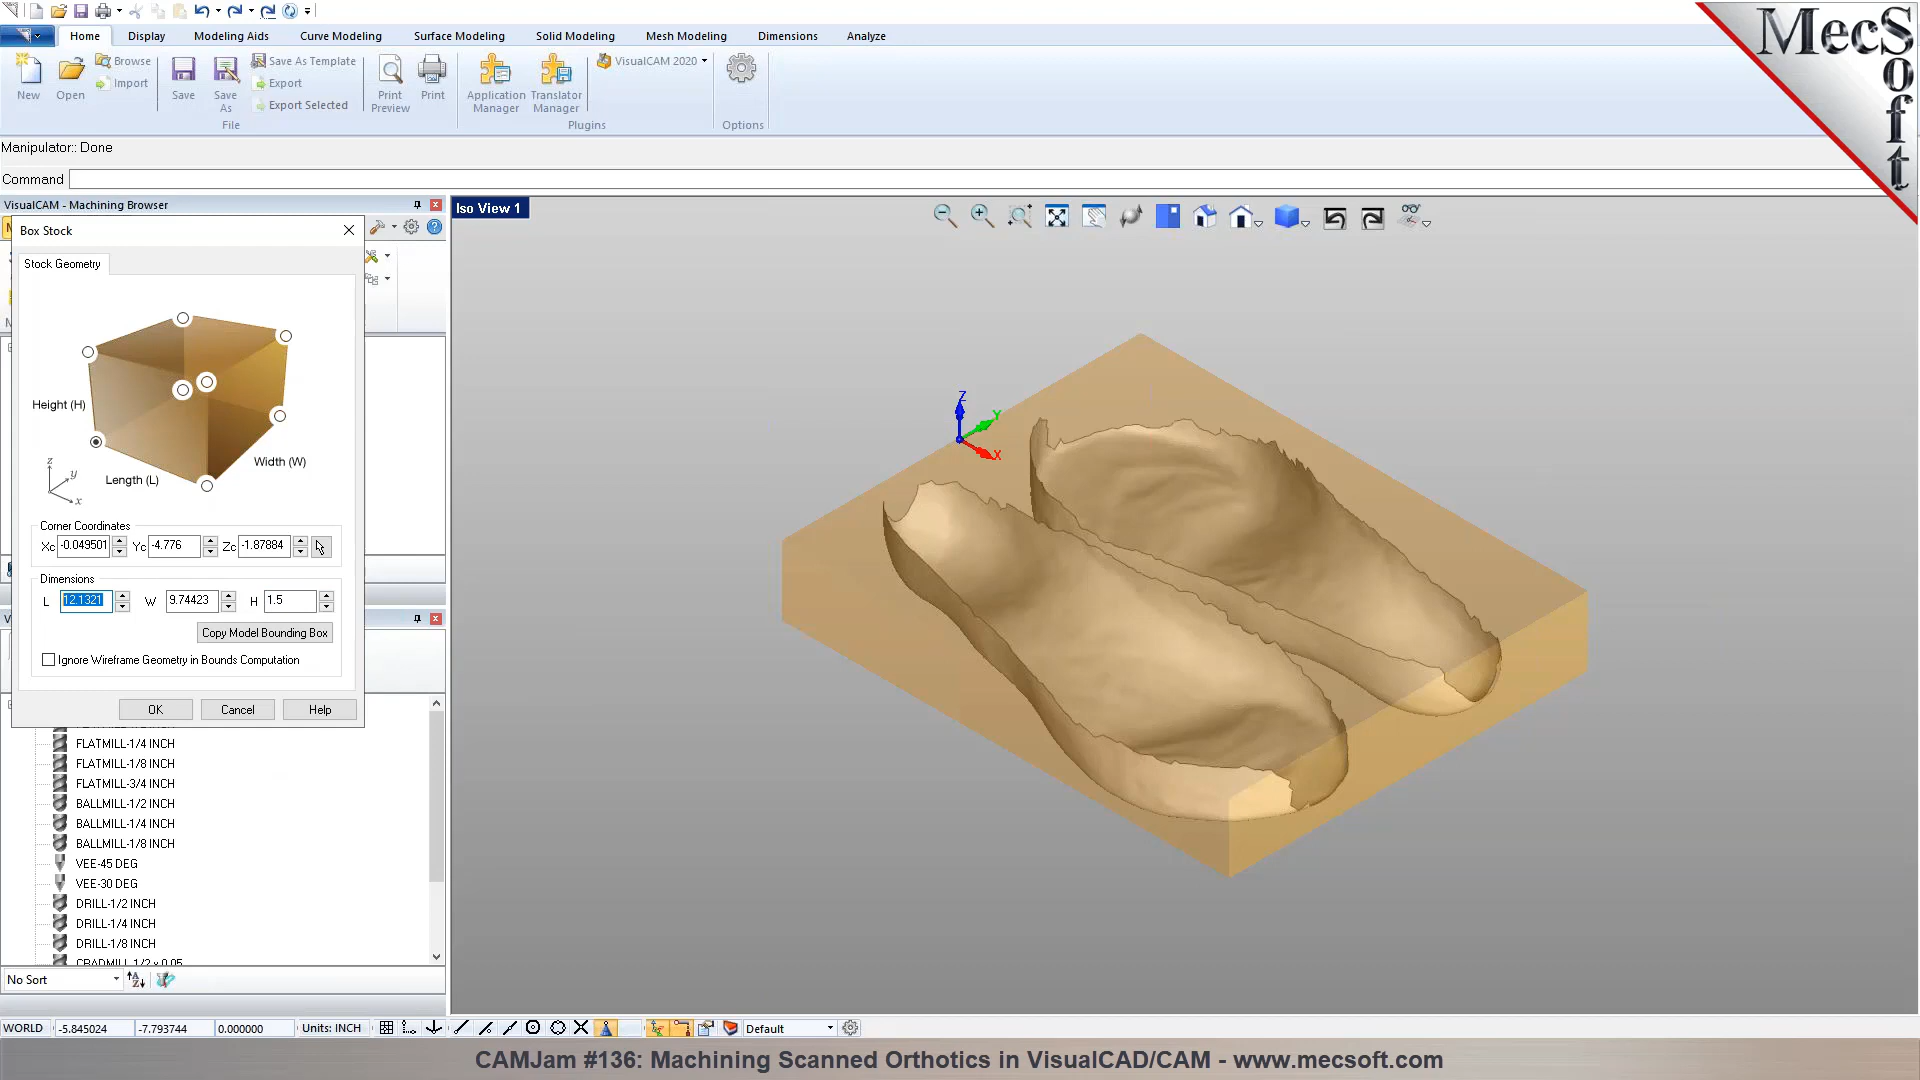 MecSoft
Home Display Modeling Aids Curve Modeling Surface Modeling Solid Modeling Mesh Modeling Dimensions Analyze
New
Open
Browse
Import
Save
Save As
Save As Template
Export
Export Selected
Print Preview
Print
Application Manager
Translator Manager
VisualCAM 2020
File
Plugins
Options
Manipulator:: Done
Command
VisualCAM - Machining Browser
Iso View 1
Box Stock
Stock Geometry
Height (H)
Width (W)
Length (L)
z
y
x
Z
Y
X
Corner Coordinates
Xc -0.049501 Yc -4.776 Zc -1.87884
Dimensions
L 12.1321 W 9.74423 H 1.5
Copy Model Bounding Box
Ignore Wireframe Geometry in Bounds Computation
OK Cancel Help
FLATMILL-1/4 INCH
FLATMILL-1/8 INCH
FLATMILL-3/4 INCH
BALLMILL-1/2 INCH
BALLMILL-1/4 INCH
BALLMILL-1/8 INCH
VEE-45 DEG
VEE-30 DEG
DRILL-1/2 INCH
DRILL-1/4 INCH
DRILL-1/8 INCH
No Sort
WORLD -5.845024 -7.793744 0.000000 Units: INCH Default
CAMJam #136: Machining Scanned Orthotics in VisualCAD/CAM - www.mecsoft.com